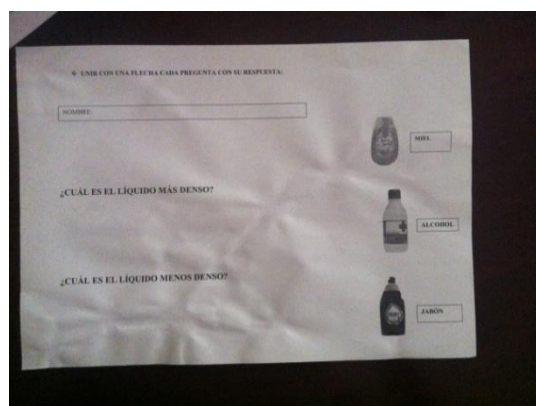 UNIR CON UNA FLECHA CADA PREGUNTA CON SU RESPUESTA:
NOMBRE:
MIEL
¿CUÁL ES EL LÍQUIDO MÁS DENSO?
ALCOHOL
¿CUÁL ES EL LÍQUIDO MENOS DENSO?
JABÓN